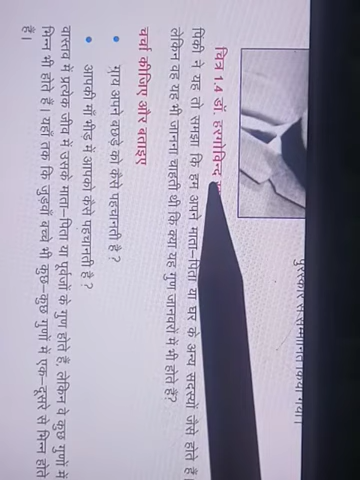 पुरस्कार से सम्मानित किया गया।
चित्र 1.4 डॉ. हरगोविन्द
पिंकी ने यह तो समझा कि हम अपने माता–पिता या घर के अन्य सदस्यों जैसे होते हैं।
लेकिन वह यह भी जानना चाहती थी कि क्या यह गुण जानवरों में भी होते हैं?
चर्चा कीजिए और बताइए
• गाय अपने बछड़े को कैसे पहचानती है ?
• आपकी माँ भीड़ में आपको कैसे पहचानती है ?
वास्तव में प्रत्येक जीव में उसके माता–पिता या पूर्वजों के गुण होते हैं, लेकिन वे कुछ गुणों में
भिन्न भी होते हैं। यहाँ तक कि जुड़वाँ बच्चे भी कुछ–कुछ गुणों में एक–दूसरे से भिन्न होते
हैं।